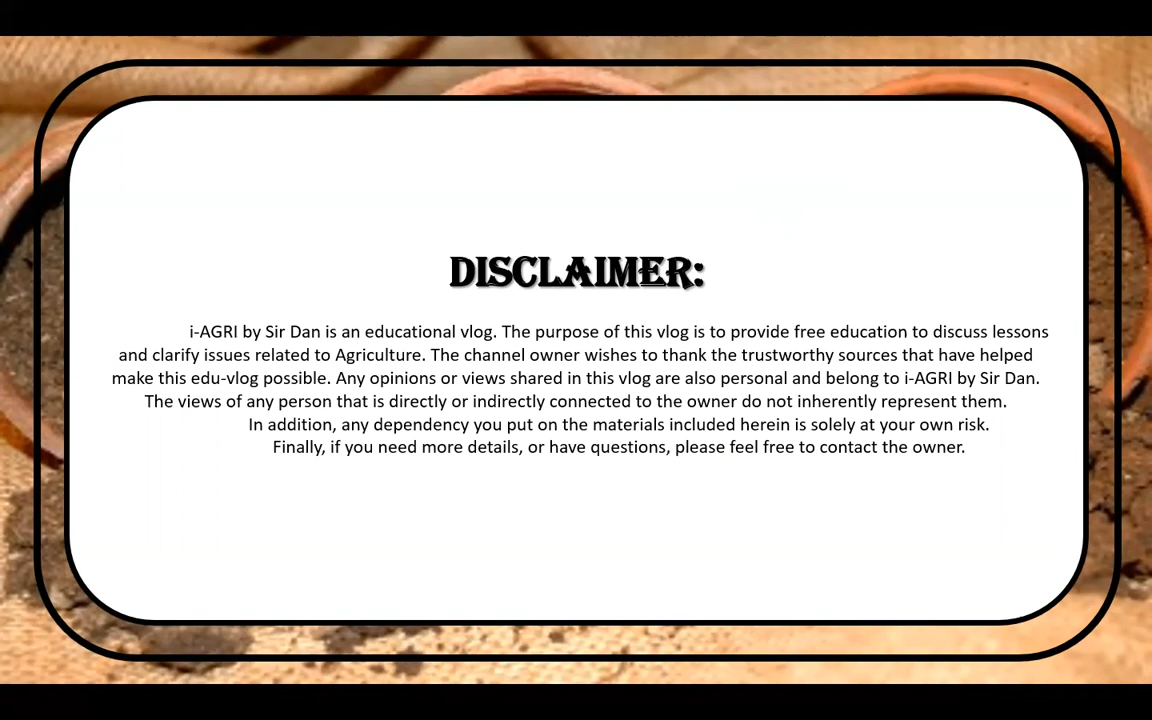 DISCLAIMER:
i-AGRI by Sir Dan is an educational vlog. The purpose of this vlog is to provide free education to discuss lessons
and clarify issues related to Agriculture. The channel owner wishes to thank the trustworthy sources that have helped
make this edu-vlog possible. Any opinions or views shared in this vlog are also personal and belong to i-AGRI by Sir Dan.
The views of any person that is directly or indirectly connected to the owner do not inherently represent them.
In addition, any dependency you put on the materials included herein is solely at your own risk.
Finally, if you need more details, or have questions, please feel free to contact the owner.